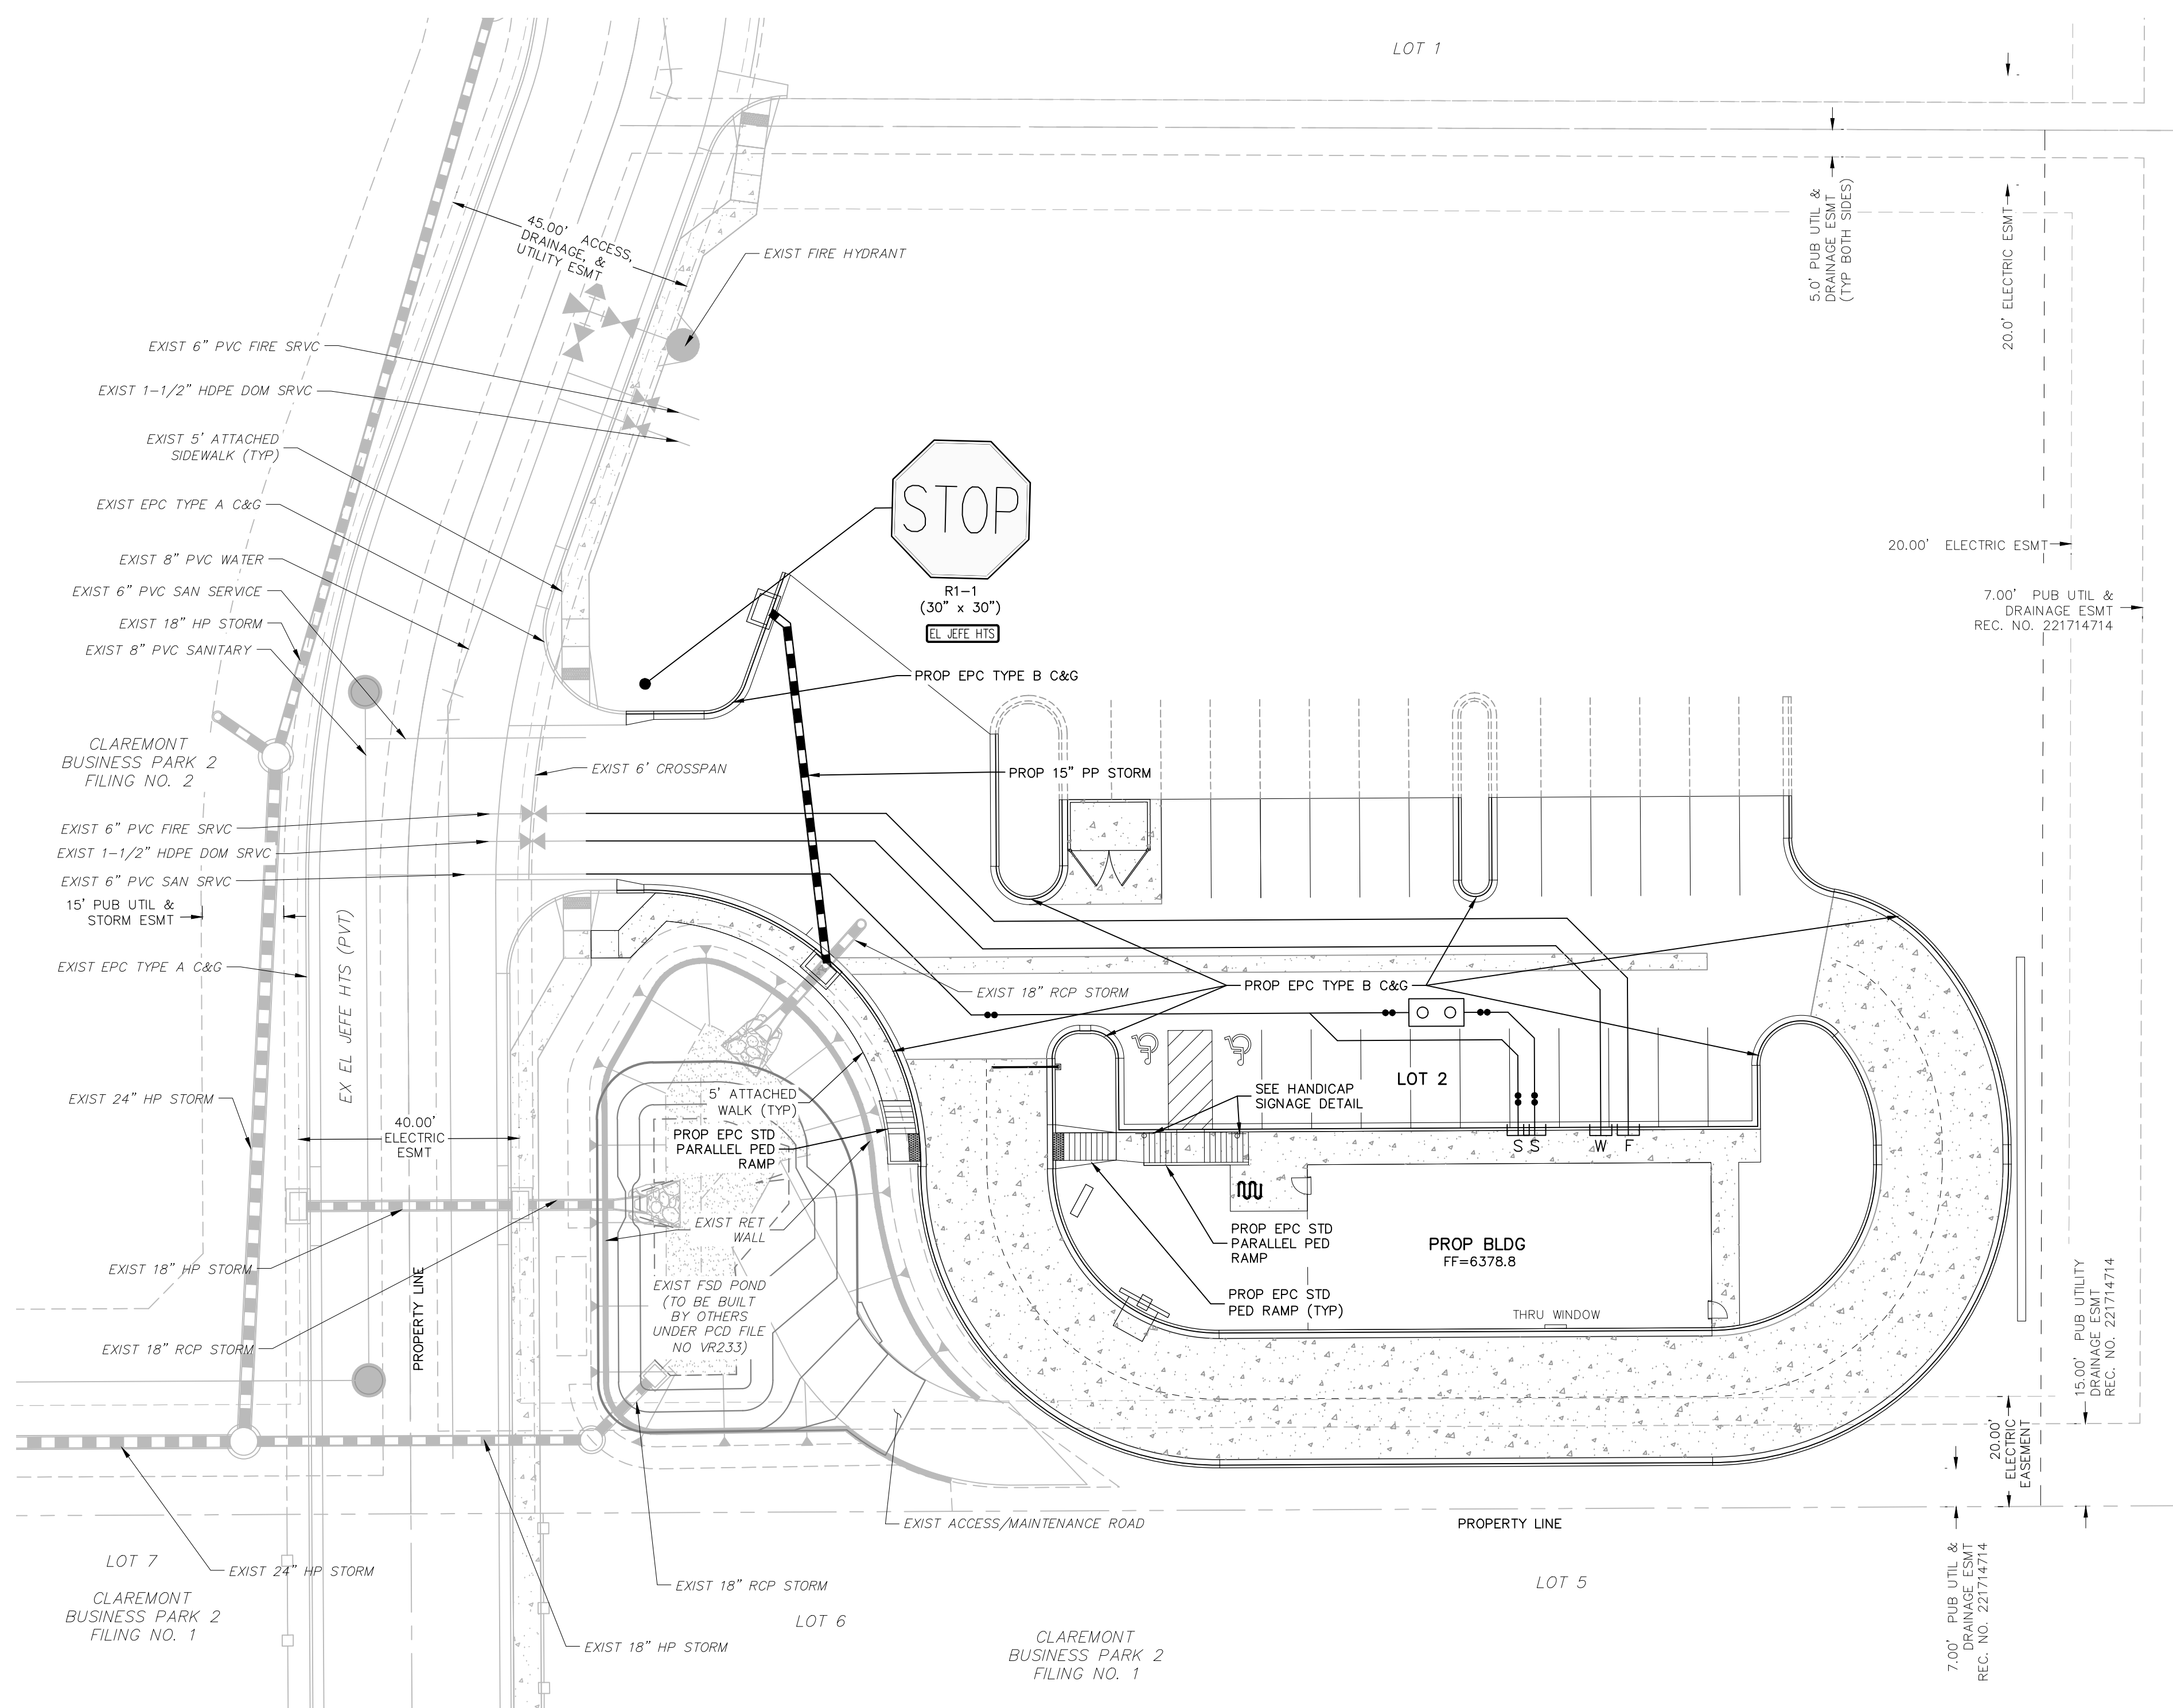 LOT 1
45.00' ACCESS,
DRAINAGE, &
UTILITY ESMT
EXIST FIRE HYDRANT
5.0' PUB UTIL &
DRAINAGE ESMT
(TYP BOTH SIDES)
20.0' ELECTRIC ESMT
EXIST 6" PVC FIRE SRVC
EXIST 1-1/2" HDPE DOM SRVC
EXIST 5' ATTACHED
SIDEWALK (TYP)
EXIST EPC TYPE A C&G
EXIST 8" PVC WATER
EXIST 6" PVC SAN SERVICE
EXIST 18" HP STORM
EXIST 8" PVC SANITARY
STOP
R1-1
(30" x 30")
EL JEFE HTS
20.00' ELECTRIC ESMT
7.00' PUB UTIL &
DRAINAGE ESMT
REC. NO. 221714714
PROP EPC TYPE B C&G
CLAREMONT
BUSINESS PARK 2
FILING NO. 2
EXIST 6' CROSSPAN
PROP 15" PP STORM
EXIST 6" PVC FIRE SRVC
EXIST 1-1/2" HDPE DOM SRVC
EXIST 6" PVC SAN SRVC
15' PUB UTIL &
STORM ESMT
EX EL JEFE HTS (PVT)
EXIST EPC TYPE A C&G
EXIST 18" RCP STORM
PROP EPC TYPE B C&G
EXIST 24" HP STORM
40.00'
ELECTRIC
ESMT
5' ATTACHED
WALK (TYP)
PROP EPC STD
PARALLEL PED
RAMP
SEE HANDICAP
SIGNAGE DETAIL
LOT 2
S S W F
EXIST RET
WALL
PROP EPC STD
PARALLEL PED
RAMP
PROP BLDG
FF=6378.8
EXIST 18" HP STORM
PROPERTY LINE
EXIST FSD POND
(TO BE BUILT
BY OTHERS
UNDER PCD FILE
NO VR233)
PROP EPC STD
PED RAMP (TYP)
THRU WINDOW
EXIST 18" RCP STORM
15.00' PUB UTILITY
DRAINAGE ESMT
REC. NO. 221714714
20.00'
ELECTRIC
EASEMENT
EXIST ACCESS/MAINTENANCE ROAD
PROPERTY LINE
LOT 7
EXIST 24" HP STORM
EXIST 18" RCP STORM
LOT 5
7.00' PUB UTIL &
DRAINAGE ESMT
REC. NO. 221714714
CLAREMONT
BUSINESS PARK 2
FILING NO. 1
LOT 6
EXIST 18" HP STORM
CLAREMONT
BUSINESS PARK 2
FILING NO. 1